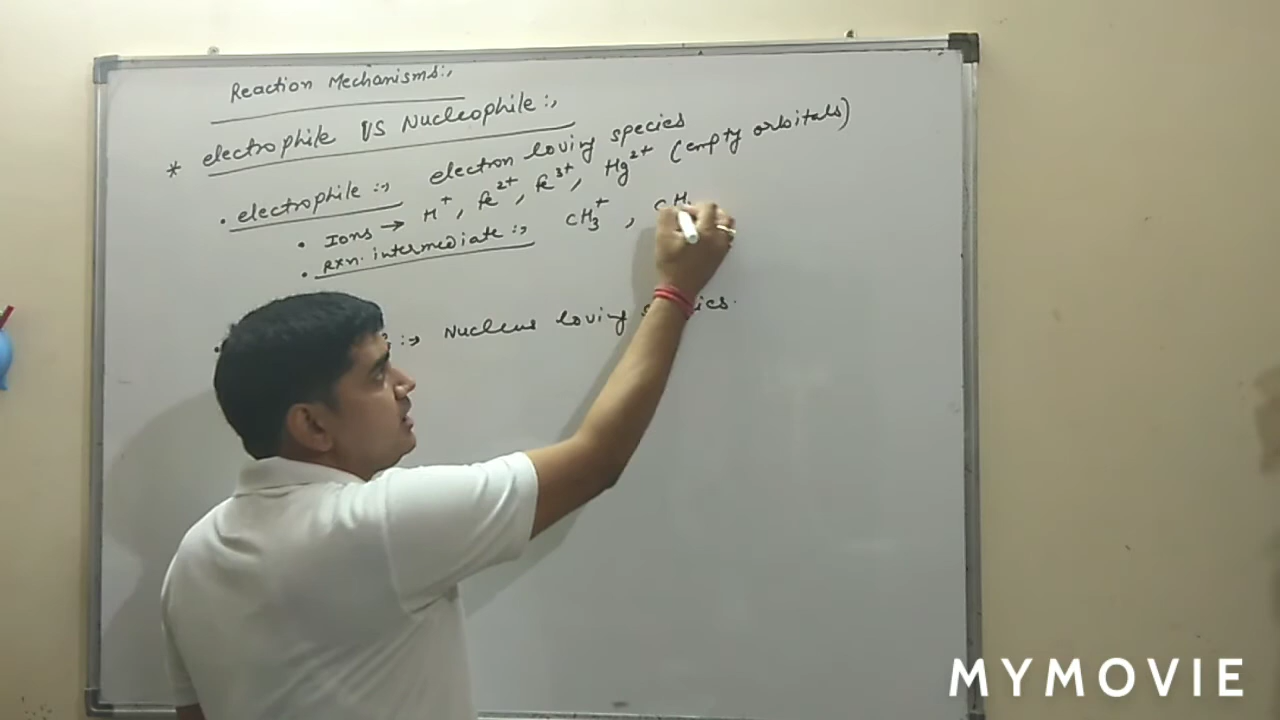 Reaction Mechanisms:,
* electrophile VS Nucleophile:,
• electrophile :→ electron loving species
• Ions → H⁺, Fe²⁺, Fe³⁺, Hg²⁺ (empty orbitals)
• Rxn. intermediate :→ CH₃⁺, CH
• :→ Nucleus loving species.
MYMOVIE